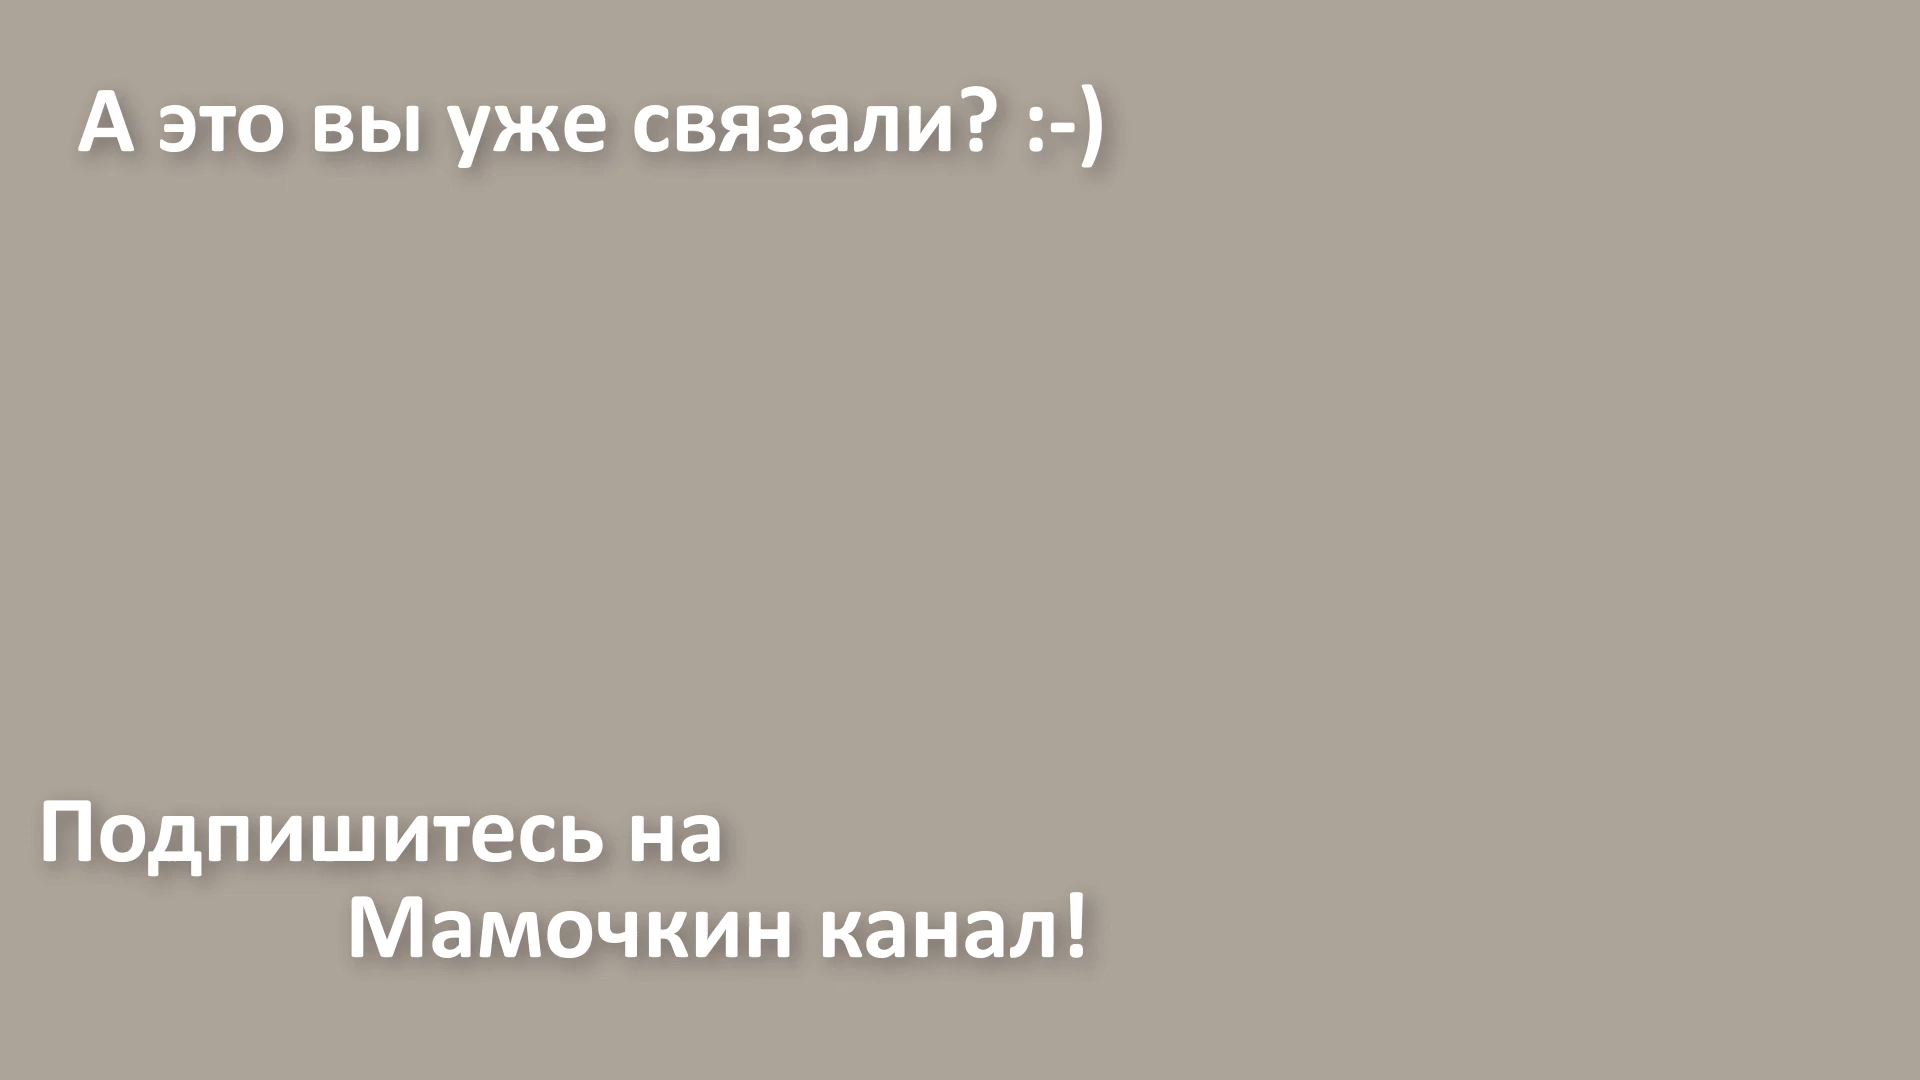 А это вы уже связали? :-)
Подпишитесь на
Мамочкин канал!